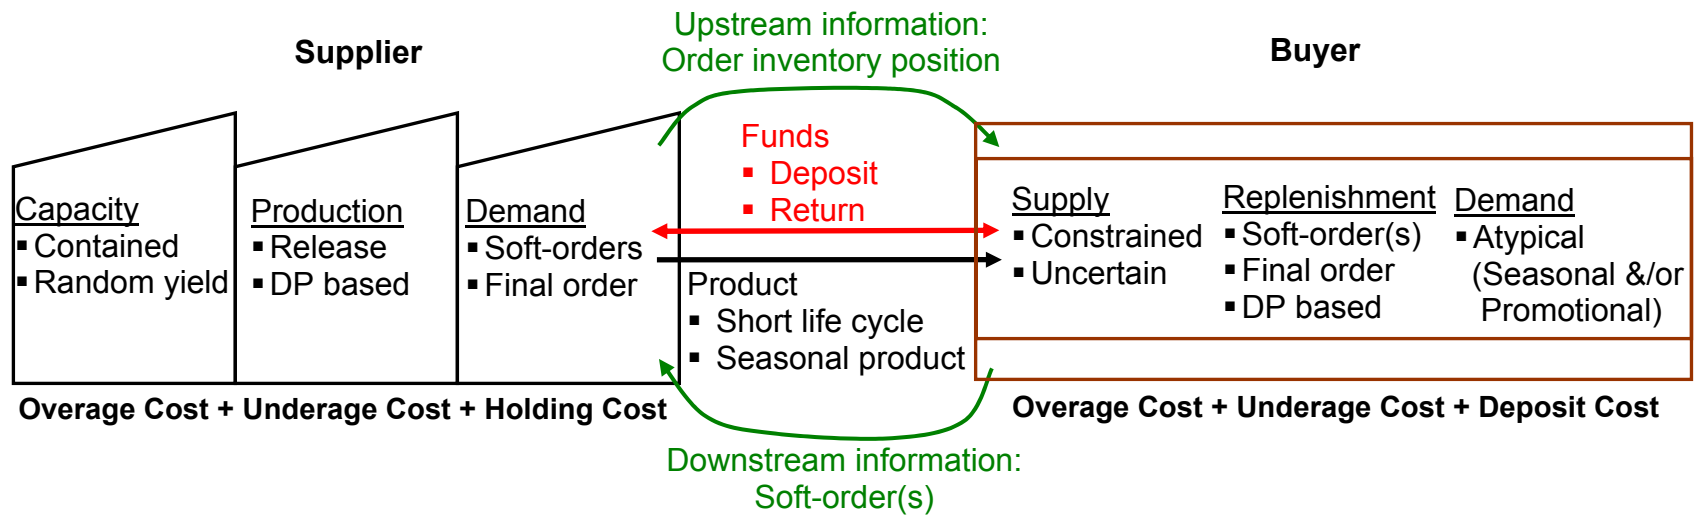 Supplier
Upstream information:
Order inventory position
Buyer
Capacity
▪ Contained
▪ Random yield
Production
▪ Release
▪ DP based
Demand
▪ Soft-orders
▪ Final order
Funds
▪ Deposit
▪ Return
Product
▪ Short life cycle
▪ Seasonal product
Supply
▪ Constrained
▪ Uncertain
Replenishment
▪ Soft-order(s)
▪ Final order
▪ DP based
Demand
▪ Atypical
(Seasonal &/or
Promotional)
Overage Cost + Underage Cost + Holding Cost
Overage Cost + Underage Cost + Deposit Cost
Downstream information:
Soft-order(s)